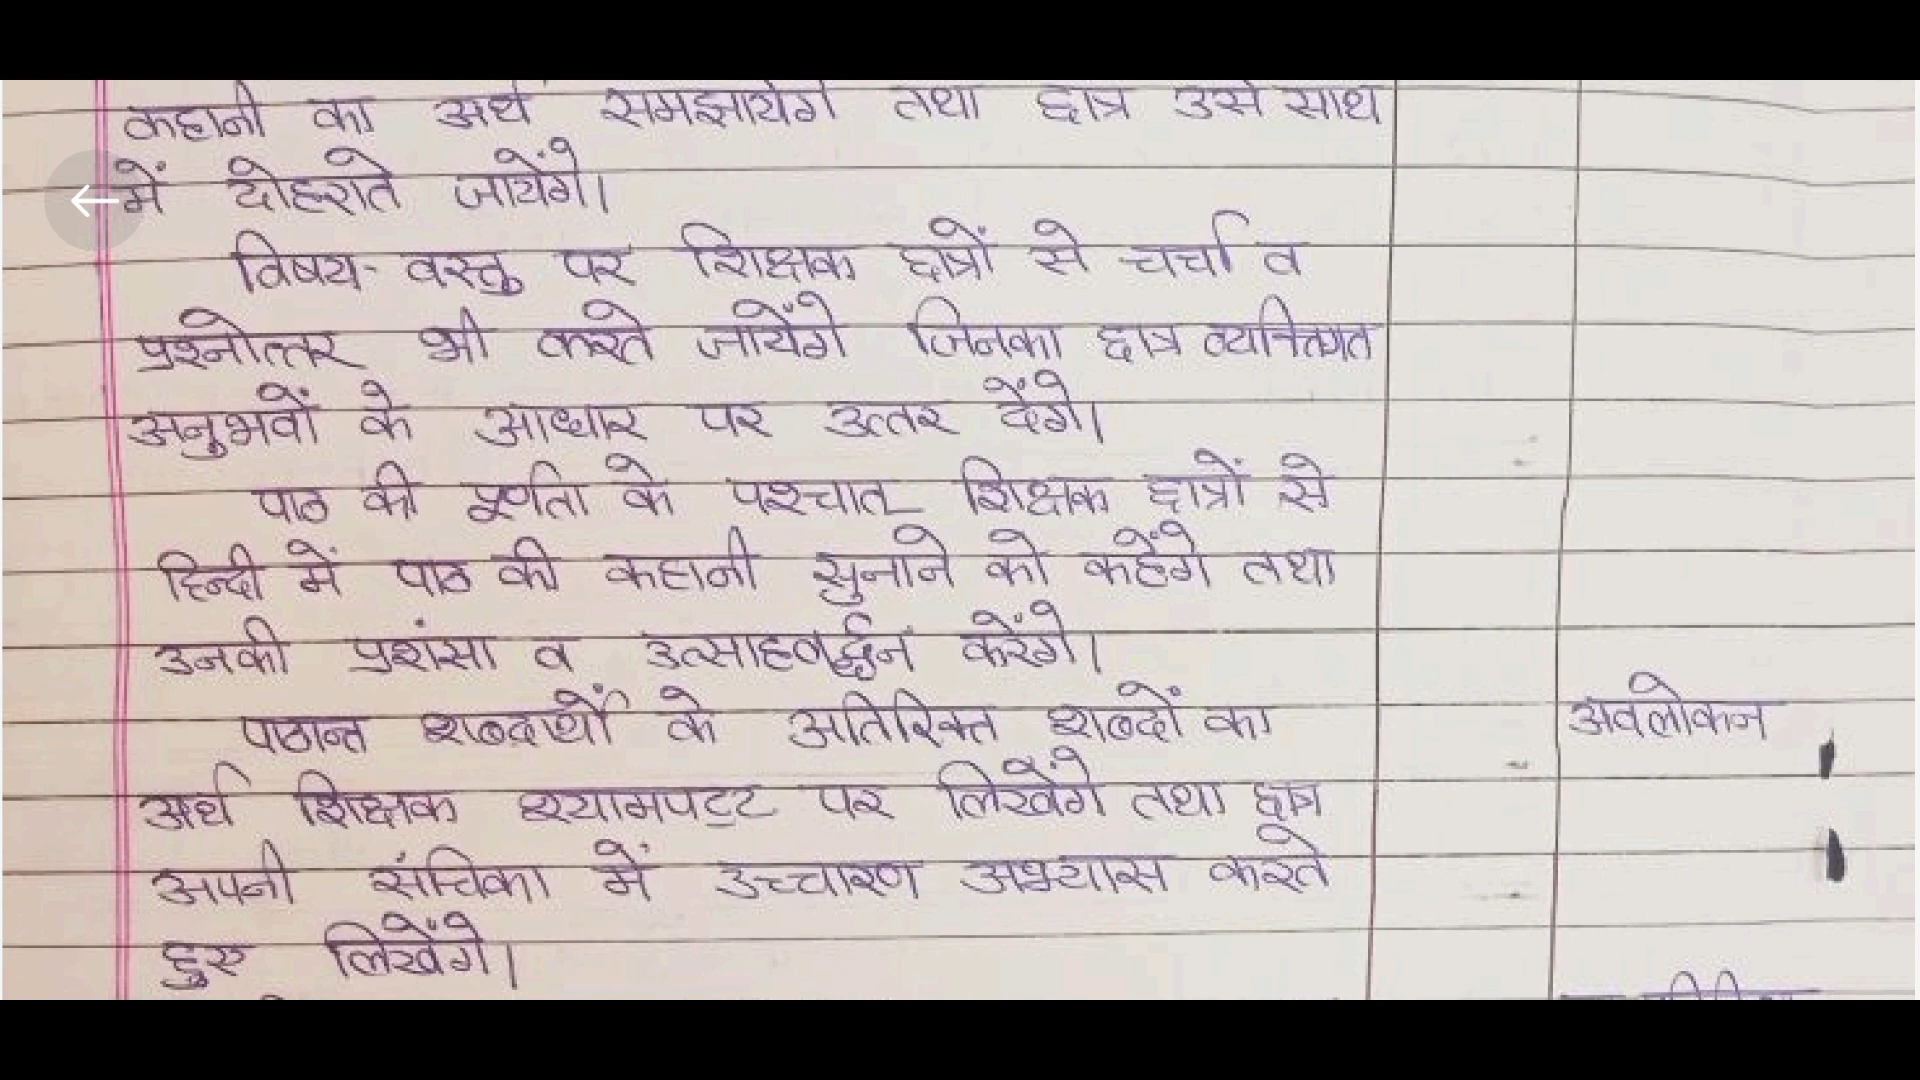 कहानी का अर्थ समझायेंगे तथा छात्र उसे साथ
में दोहराते जायेंगे।
विषय-वस्तु पर शिक्षक छात्रों से चर्चा व
प्रश्नोत्तर भी करते जायेंगे जिनका छात्र व्यक्तिगत
अनुभवों के आधार पर उत्तर देंगे।
पाठ की पूर्णता के पश्चात् शिक्षक छात्रों से
हिन्दी में पाठ की कहानी सुनाने को कहेंगे तथा
उनकी प्रशंसा व उत्साहवर्द्धन करेंगे।
पाठान्त शब्दार्थों के अतिरिक्त शब्दों का
अवलोकन
अर्थ शिक्षक श्यामपट्ट पर लिखेंगे तथा छात्र
अपनी संचिका में उच्चारण अभ्यास करते
हुए लिखेंगे।